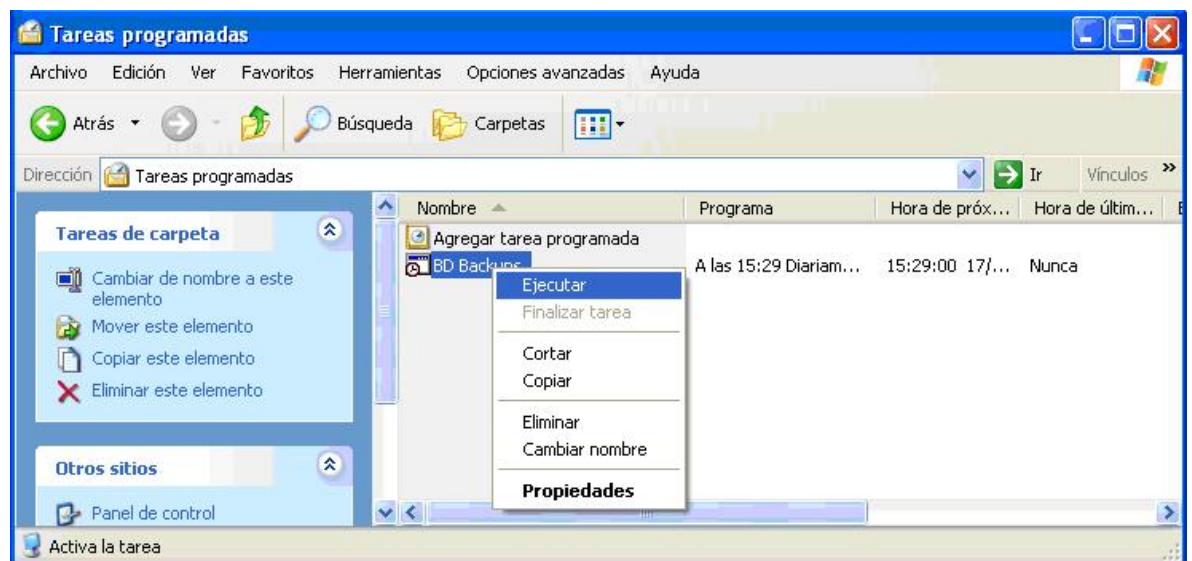 Tareas programadas
Archivo Edición Ver Favoritos Herramientas Opciones avanzadas Ayuda
Atrás Búsqueda Carpetas
Dirección Tareas programadas Ir Vínculos »
Nombre Programa Hora de próx... Hora de últim... E
Tareas de carpeta
Cambiar de nombre a este
elemento
Mover este elemento
Copiar este elemento
Eliminar este elemento
Otros sitios
Panel de control
Agregar tarea programada
BD Backups A las 15:29 Diariam... 15:29:00 17/... Nunca
Ejecutar
Finalizar tarea
Cortar
Copiar
Eliminar
Cambiar nombre
Propiedades
Activa la tarea